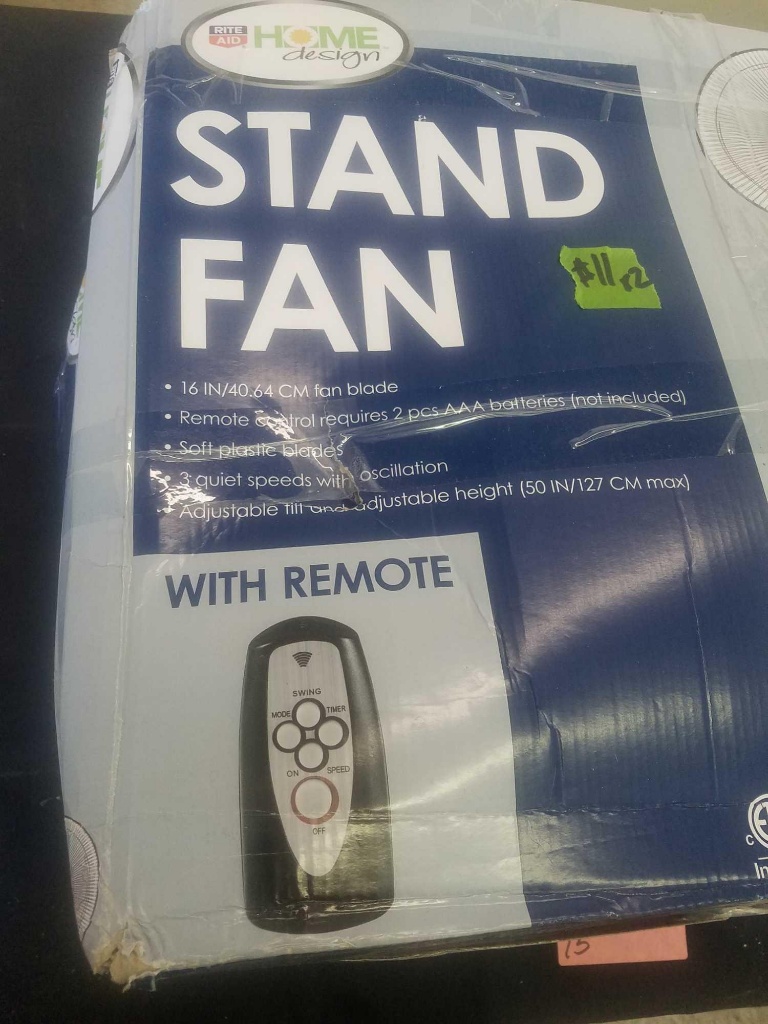 RITE AID HOME
design
STAND
FAN
$11 x2
• 16 IN/40.64 CM fan blade
• Remote control requires 2 pcs AAA batteries (not included)
• Soft plastic blades
• 3 quiet speeds with oscillation
• Adjustable tilt and adjustable height (50 IN/127 CM max)
WITH REMOTE
SWING
MODE TIMER
ON SPEED
OFF
c
In
15